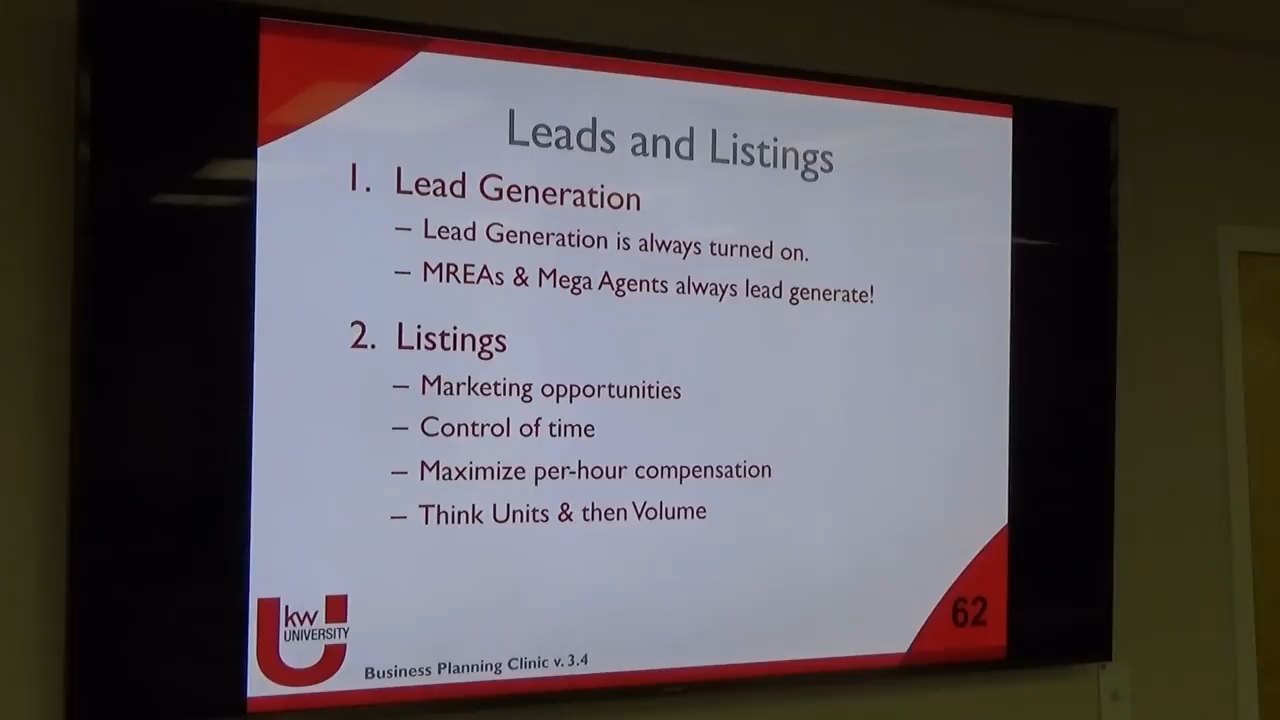 Leads and Listings
1. Lead Generation
– Lead Generation is always turned on.
– MREAs & Mega Agents always lead generate!
2. Listings
– Marketing opportunities
– Control of time
– Maximize per-hour compensation
– Think Units & then Volume
kw
UNIVERSITY
Business Planning Clinic v. 3.4
62